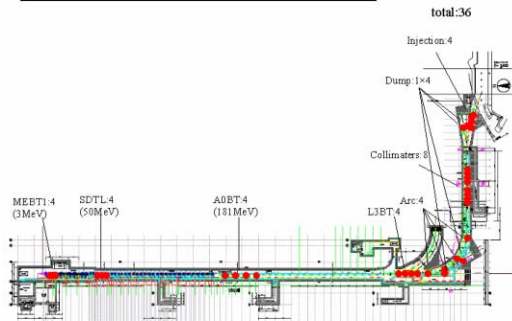 total:36
Injection:4
Dump:1×4
Collimaters:8
MEBT1:4
(3MeV)
SDTL:4
(50MeV)
A0BT:4
(181MeV)
L3BT:4
Arc:4